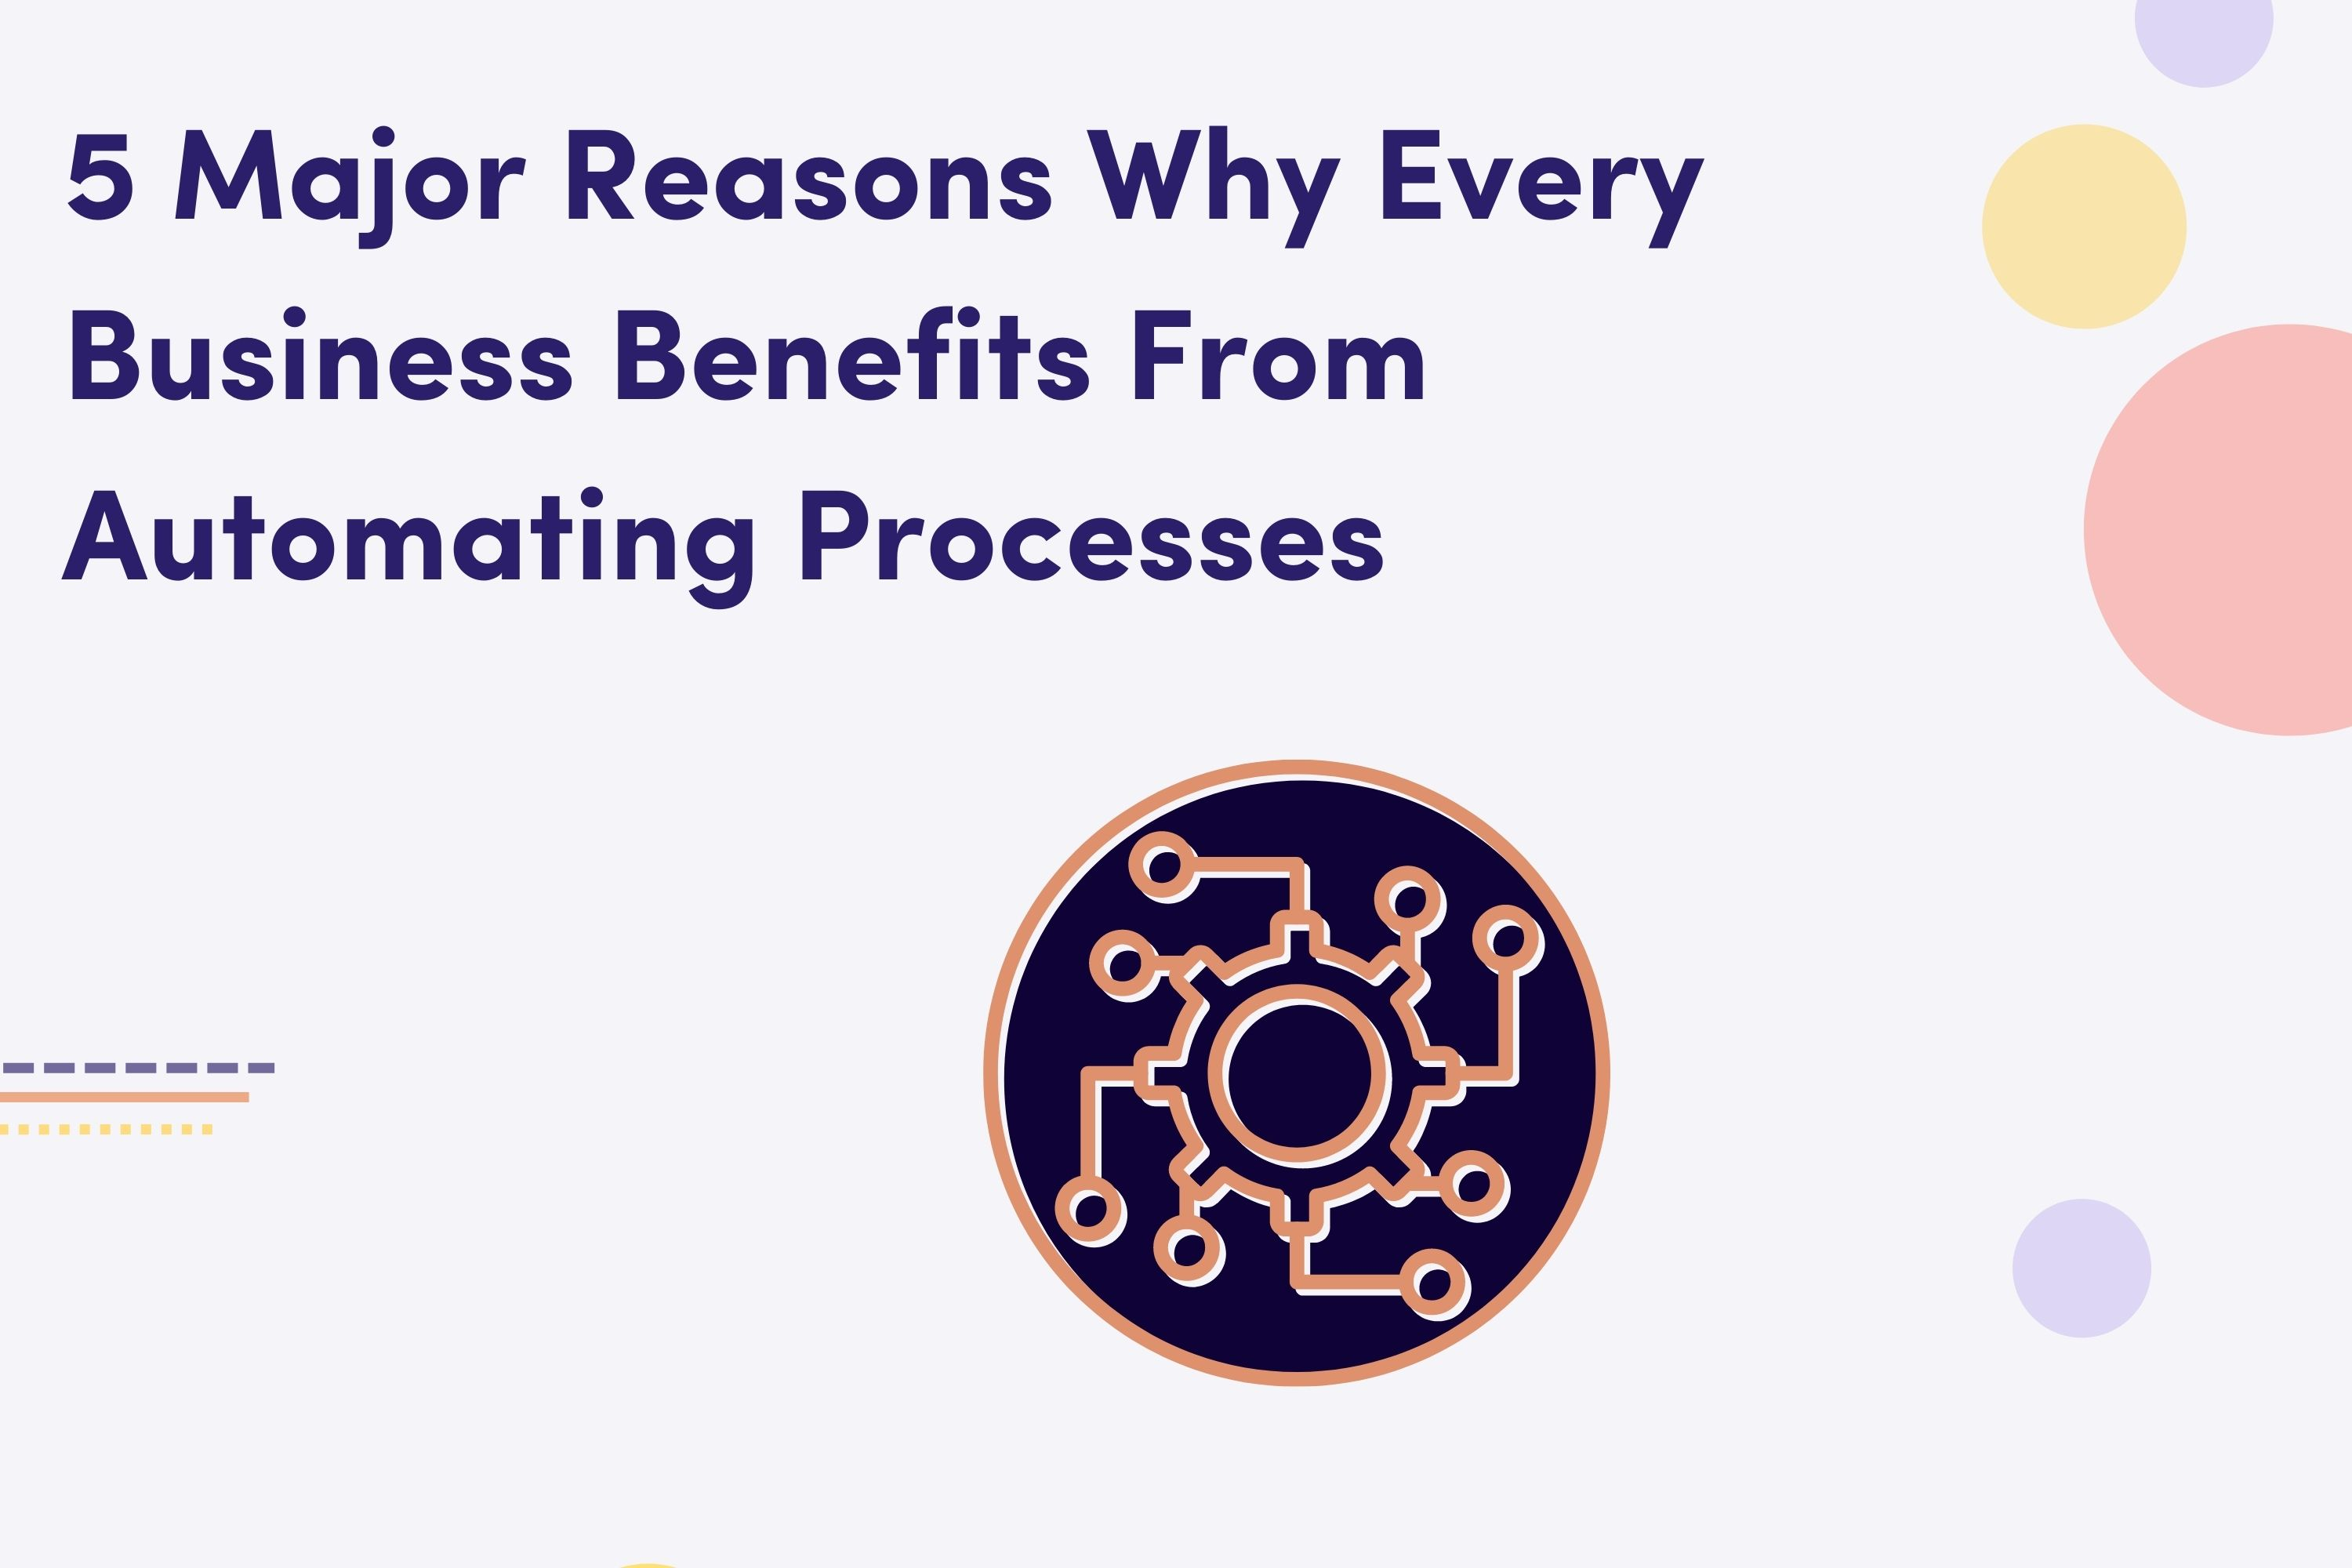 5 Major Reasons Why Every
Business Benefits From
Automating Processes